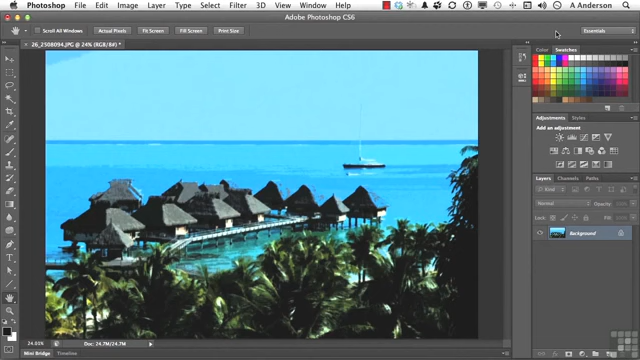 Photoshop File Edit Image Layer Type Select Filter 3D View Window Help A Anderson
Adobe Photoshop CS6
Scroll All Windows Actual Pixels Fit Screen Fill Screen Print Size Essentials
26_2508094.JPG @ 24% (RGB/8#) *
Color Swatches
Adjustments Styles
Add an adjustment
Layers Channels Paths
Kind
Normal Opacity:
Lock: Fill:
Background
24.01% Doc: 24.7M/24.7M
Mini Bridge Timeline